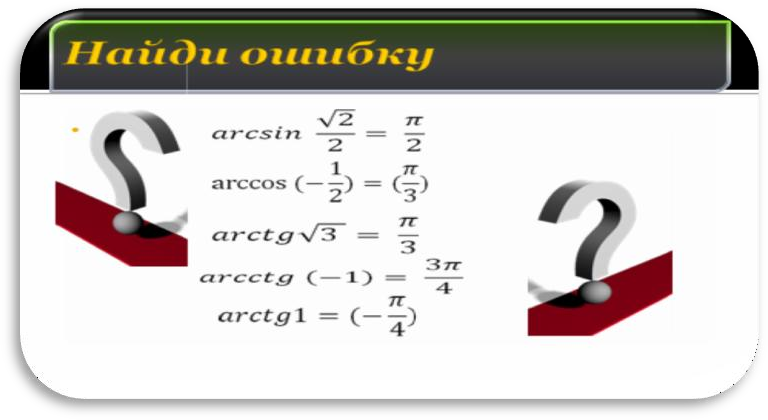 Найди ошибку
arcsin √2/2 = π/2
arccos (−1/2) = (π/3)
arctg√3 = π/3
arcctg (−1) = 3π/4
arctg1 = (−π/4)